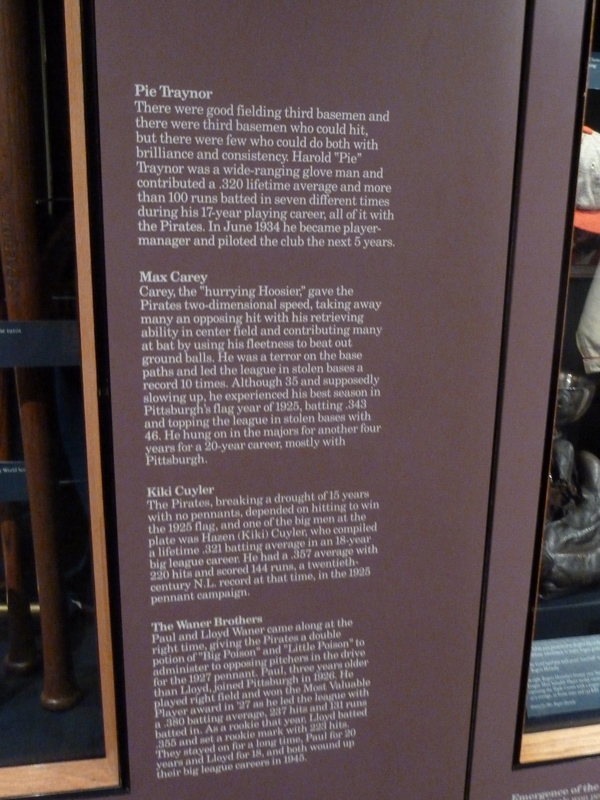 Pie Traynor
There were good fielding third basemen and
there were third basemen who could hit,
but there were few who could do both with
brilliance and consistency. Harold "Pie"
Traynor was a wide-ranging glove man and
contributed a .320 lifetime average and more
than 100 runs batted in seven different times
during his 17-year playing career, all of it with
the Pirates. In June 1934 he became player-
manager and piloted the club the next 5 years.
Max Carey
Carey, the "hurrying Hoosier," gave the
Pirates two-dimensional speed, taking away
many an opposing hit with his retrieving
ability in center field and contributing many
at bat by using his fleetness to beat out
ground balls. He was a terror on the base
paths and led the league in stolen bases a
record 10 times. Although 35 and supposedly
slowing up, he experienced his best season in
Pittsburgh's flag year of 1925, batting .343
and topping the league in stolen bases with
46. He hung on in the majors for another four
years for a 20-year career, mostly with
Pittsburgh.
Kiki Cuyler
The Pirates, breaking a drought of 15 years
with no pennants, depended on hitting to win
the 1925 flag, and one of the big men at the
plate was Hazen (Kiki) Cuyler, who compiled
a lifetime .321 batting average in an 18-year
big league career. He had a .357 average with
220 hits and scored 144 runs, a twentieth-
century N.L. record at that time, in the 1925
pennant campaign.
The Waner Brothers
Paul and Lloyd Waner came along at the
right time, giving the Pirates a double
potion of "Big Poison" and "Little Poison" to
administer to opposing pitchers in the drive
for the 1927 pennant. Paul, three years older
than Lloyd, joined Pittsburgh in 1926. He
played right field and won the Most Valuable
Player award in '27 as he led the league with
a .380 batting average, 237 hits and 131 runs
batted in. As a rookie that year, Lloyd batted
.355 and set a rookie mark with 223 hits.
They stayed on for a long time, Paul for 20
years and Lloyd for 18, and both wound up
their big league careers in 1945.
Emergence of the